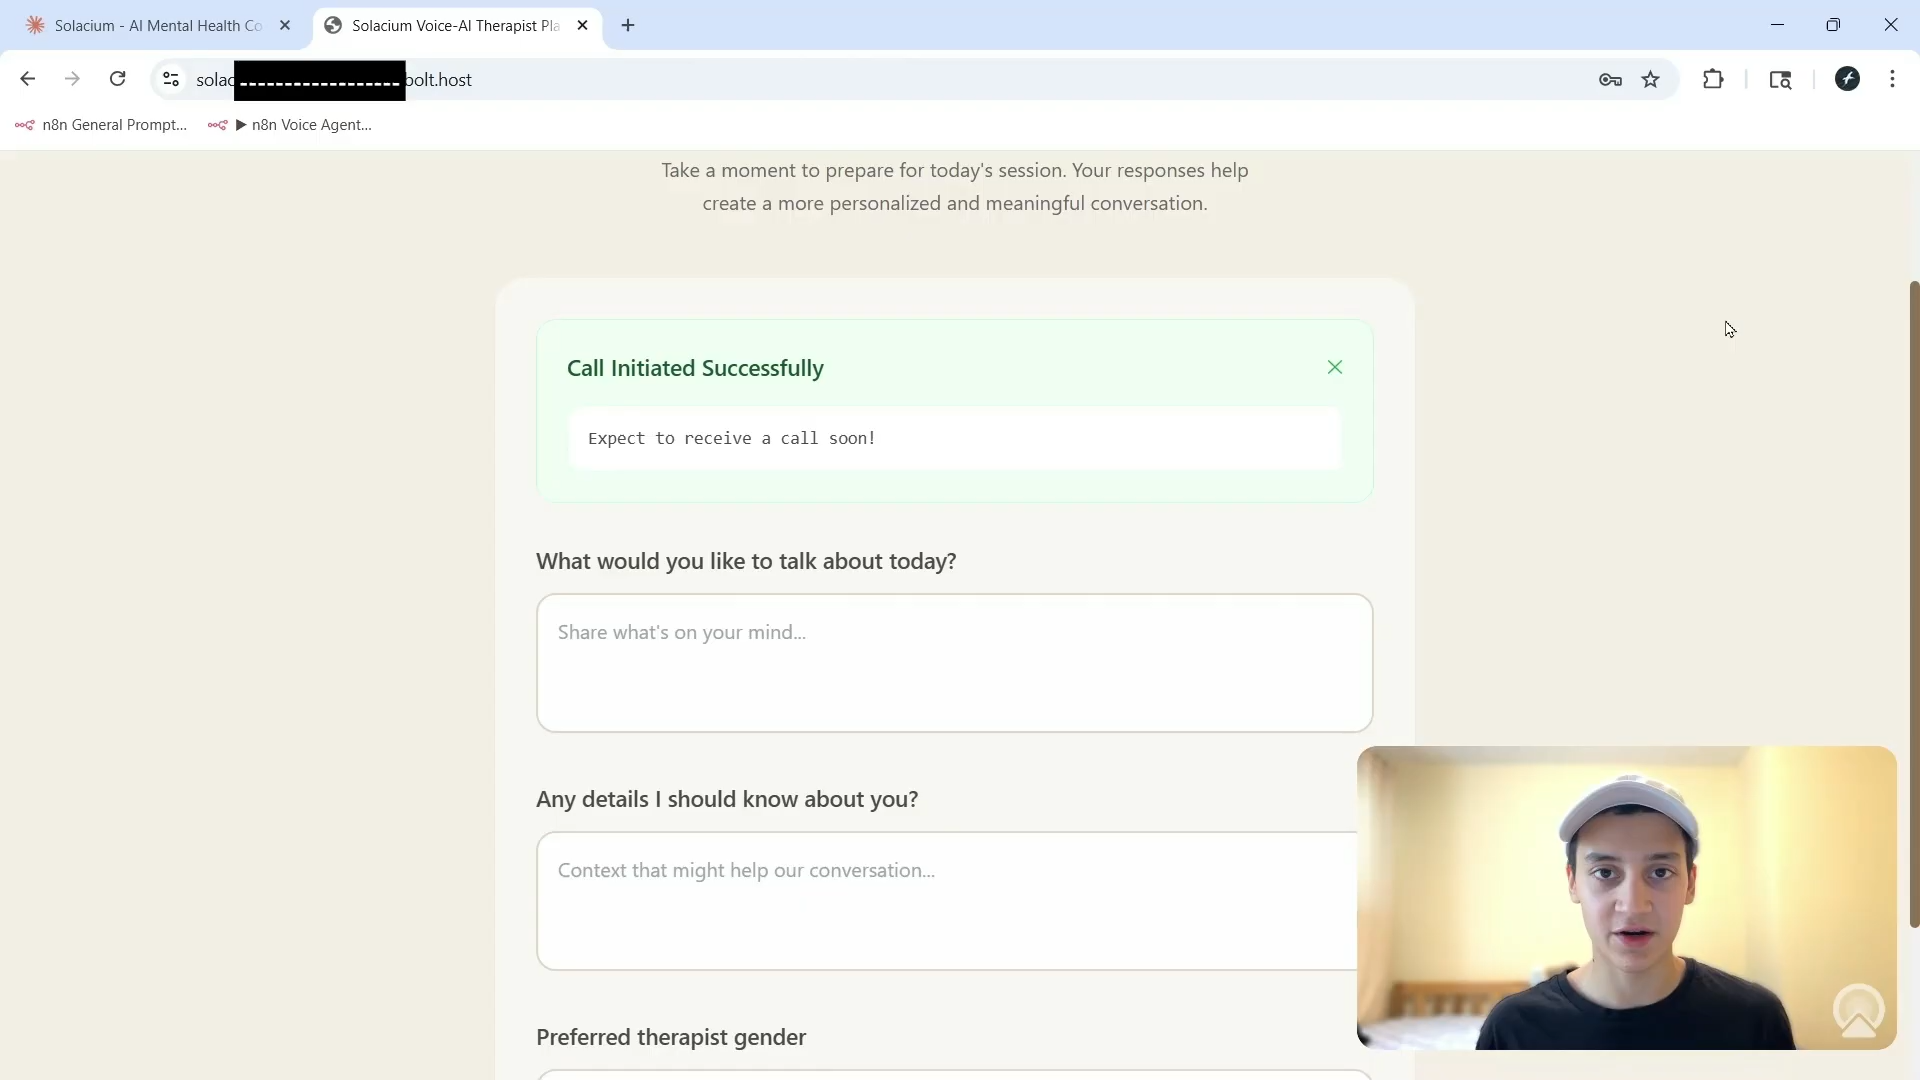 Solacium - AI Mental Health Co
Solacium Voice-AI Therapist Pla
solac
bolt.host
n8n General Prompt...
▶ n8n Voice Agent...
Take a moment to prepare for today's session. Your responses help
create a more personalized and meaningful conversation.
Call Initiated Successfully
Expect to receive a call soon!
What would you like to talk about today?
Share what's on your mind...
Any details I should know about you?
Context that might help our conversation...
Preferred therapist gender